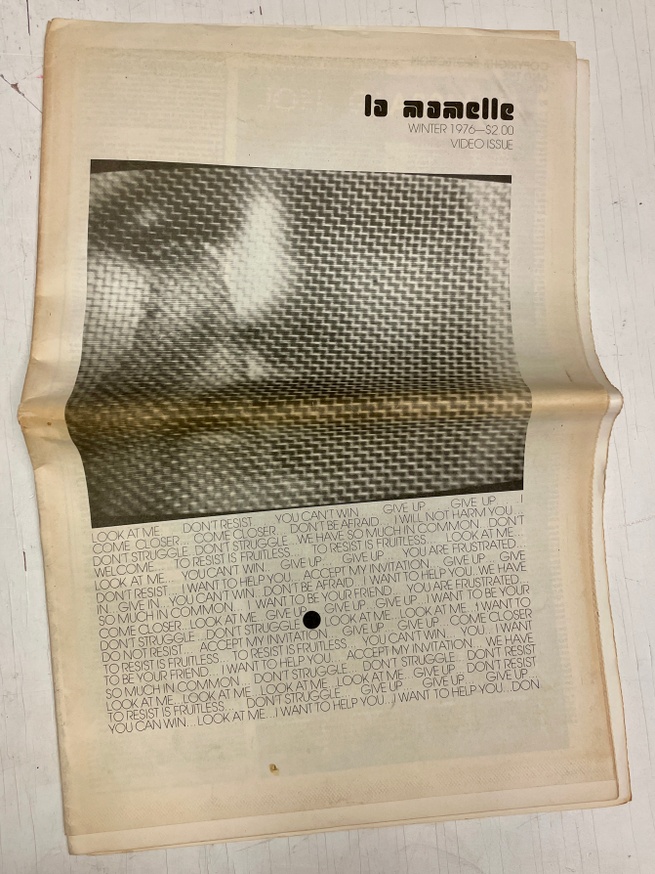 la mamelle
WINTER 1976—$2.00
VIDEO ISSUE
LOOK AT ME DON'T RESIST YOU CAN'T WIN GIVE UP GIVE UP I
COME CLOSER... COME CLOSER... DON'T BE AFRAID... I WILL NOT HARM YOU...
DON'T STRUGGLE DON'T STRUGGLE WE HAVE SO MUCH IN COMMON. DON'T
WELCOME... TO RESIST IS FRUITLESS... TO RESIST IS FRUITLESS... LOOK AT ME...
LOOK AT ME... YOU CAN'T WIN... GIVE UP... GIVE UP... YOU ARE FRUSTRATED...
DON'T RESIST... I WANT TO HELP YOU... ACCEPT MY INVITATION... GIVE UP... GIVE
IN... GIVE IN... YOU CAN'T WIN... DON'T BE AFRAID... I WANT TO HELP YOU... WE HAVE
SO MUCH IN COMMON... I WANT TO BE YOUR FRIEND... YOU ARE FRUSTRATED...
COME CLOSER... LOOK AT ME... GIVE UP... GIVE UP... GIVE UP... I WANT TO BE YOUR
DON'T STRUGGLE... DON'T STRUGGLE LOOK AT ME... LOOK AT ME... I WANT TO
DO NOT RESIST... ACCEPT MY INVITATION... GIVE UP... GIVE UP... COME CLOSER
TO RESIST IS FRUITLESS... TO RESIST IS FRUITLESS... YOU CAN'T WIN... YOU... I WANT
TO BE YOUR FRIEND... I WANT TO HELP YOU... ACCEPT MY INVITATION... WE HAVE
SO MUCH IN COMMON... DON'T STRUGGLE... DON'T STRUGGLE... DON'T RESIST
LOOK AT ME... LOOK AT ME... LOOK AT ME... LOOK AT ME... GIVE UP... DON'T RESIST
TO RESIST IS FRUITLESS... DON'T STRUGGLE... GIVE UP... GIVE UP... GIVE UP...
YOU CAN WIN... LOOK AT ME... I WANT TO HELP YOU... I WANT TO HELP YOU... DON